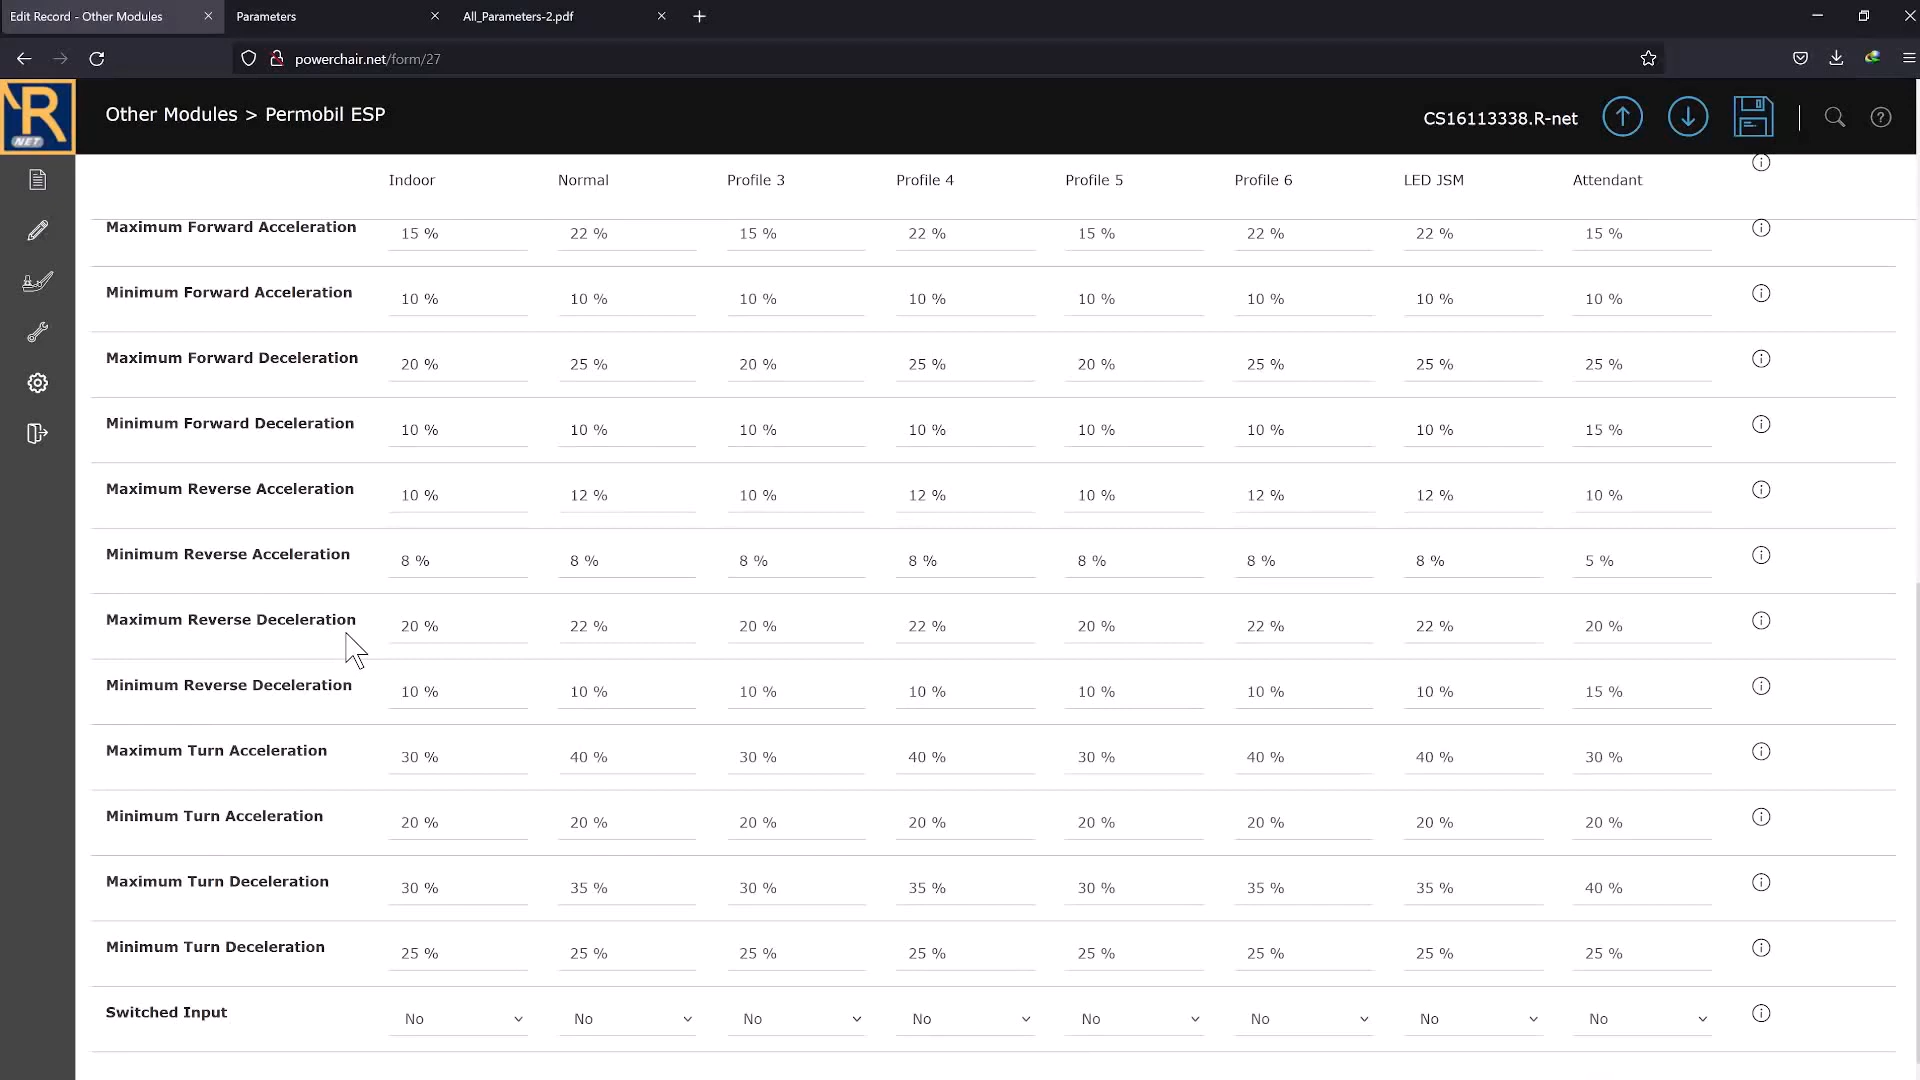 Edit Record - Other Modules
Parameters
All_Parameters-2.pdf
powerchair.net/form/27
R
NET
Other Modules > Permobil ESP
CS16113338.R-net
Indoor Normal Profile 3 Profile 4 Profile 5 Profile 6 LED JSM Attendant
Maximum Forward Acceleration 15 % 22 % 15 % 22 % 15 % 22 % 22 % 15 %
Minimum Forward Acceleration 10 % 10 % 10 % 10 % 10 % 10 % 10 % 10 %
Maximum Forward Deceleration 20 % 25 % 20 % 25 % 20 % 25 % 25 % 25 %
Minimum Forward Deceleration 10 % 10 % 10 % 10 % 10 % 10 % 10 % 15 %
Maximum Reverse Acceleration 10 % 12 % 10 % 12 % 10 % 12 % 12 % 10 %
Minimum Reverse Acceleration 8 % 8 % 8 % 8 % 8 % 8 % 8 % 5 %
Maximum Reverse Deceleration 20 % 22 % 20 % 22 % 20 % 22 % 22 % 20 %
Minimum Reverse Deceleration 10 % 10 % 10 % 10 % 10 % 10 % 10 % 15 %
Maximum Turn Acceleration 30 % 40 % 30 % 40 % 30 % 40 % 40 % 30 %
Minimum Turn Acceleration 20 % 20 % 20 % 20 % 20 % 20 % 20 % 20 %
Maximum Turn Deceleration 30 % 35 % 30 % 35 % 30 % 35 % 35 % 40 %
Minimum Turn Deceleration 25 % 25 % 25 % 25 % 25 % 25 % 25 % 25 %
Switched Input No No No No No No No No